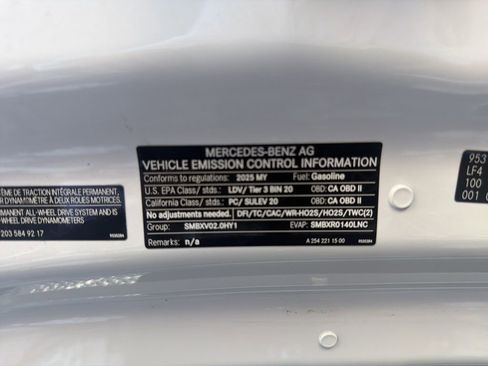 MERCEDES-BENZ AG
VEHICLE EMISSION CONTROL INFORMATION
Conforms to regulations: 2025 MY Fuel: Gasoline
U.S. EPA Class / stds.: LDV/ Tier 3 BIN 20 OBD: CA OBD II
California Class / stds.: PC/ SULEV 20 OBD: CA OBD II
No adjustments needed. DFI/TC/CAC/WR-HO2S/HO2S/TWC(2)
Group: SMBXV02.0HY1 EVAP: SMBXR0140LNC
Remarks: n/a A 254 221 15 00
DE TRACTION INTÉGRALE PERMANENT,
DYNAMOMÈTRE À DEUX ROUES MOTRICES.
ALL-WHEEL DRIVE SYSTEM AND IS
WHEEL DRIVE DYNAMOMETERS
203 584 92 17
953
LF4
100
001